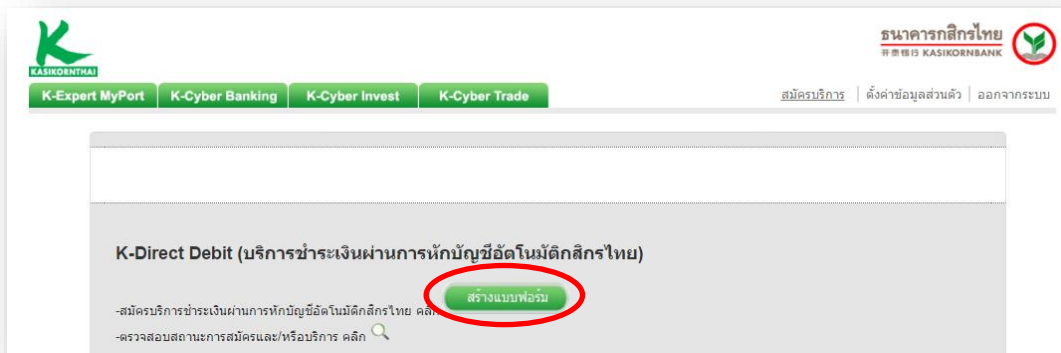 KASIKORNTHAI
ธนาคารกสิกรไทย
开泰银行 KASIKORNBANK
K-Expert MyPort
K-Cyber Banking
K-Cyber Invest
K-Cyber Trade
สมัครบริการ | ตั้งค่าข้อมูลส่วนตัว | ออกจากระบบ
K-Direct Debit (บริการชำระเงินผ่านการหักบัญชีอัตโนมัติกสิกรไทย)
-สมัครบริการชำระเงินผ่านการหักบัญชีอัตโนมัติกสิกรไทย คลิก สร้างแบบฟอร์ม
-ตรวจสอบสถานะการสมัครและ/หรือบริการ คลิก